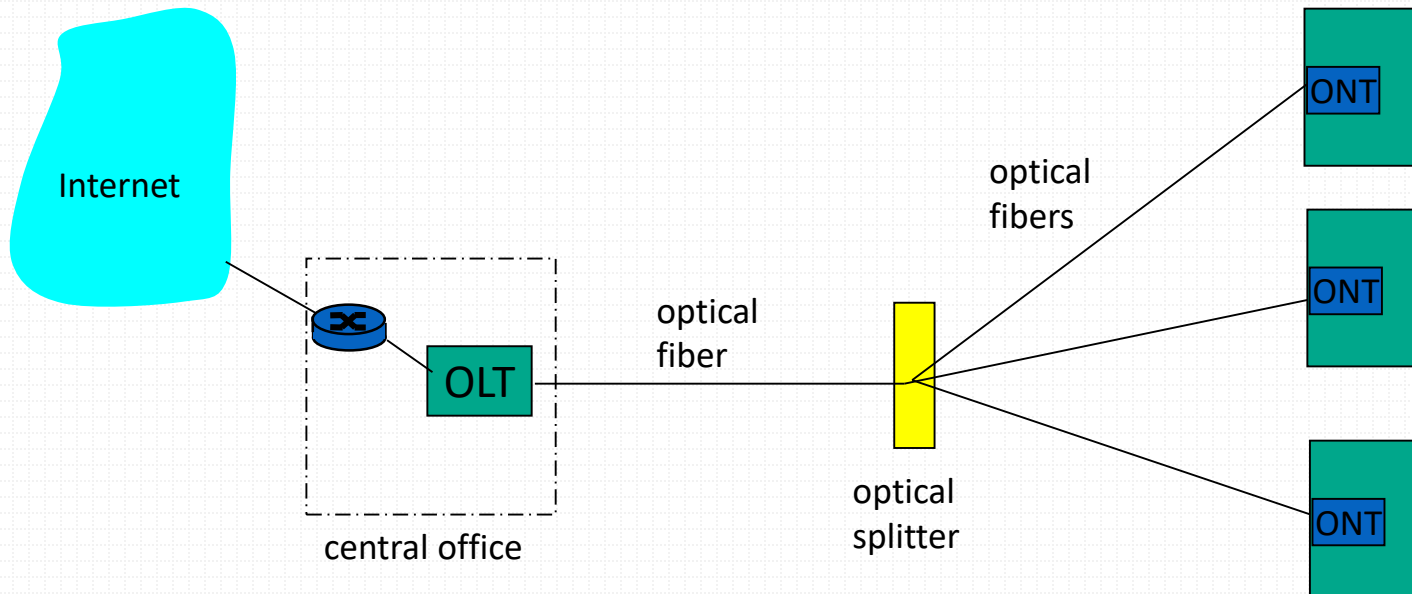 Internet
central office
OLT
optical
fiber
optical
splitter
optical
fibers
ONT
ONT
ONT